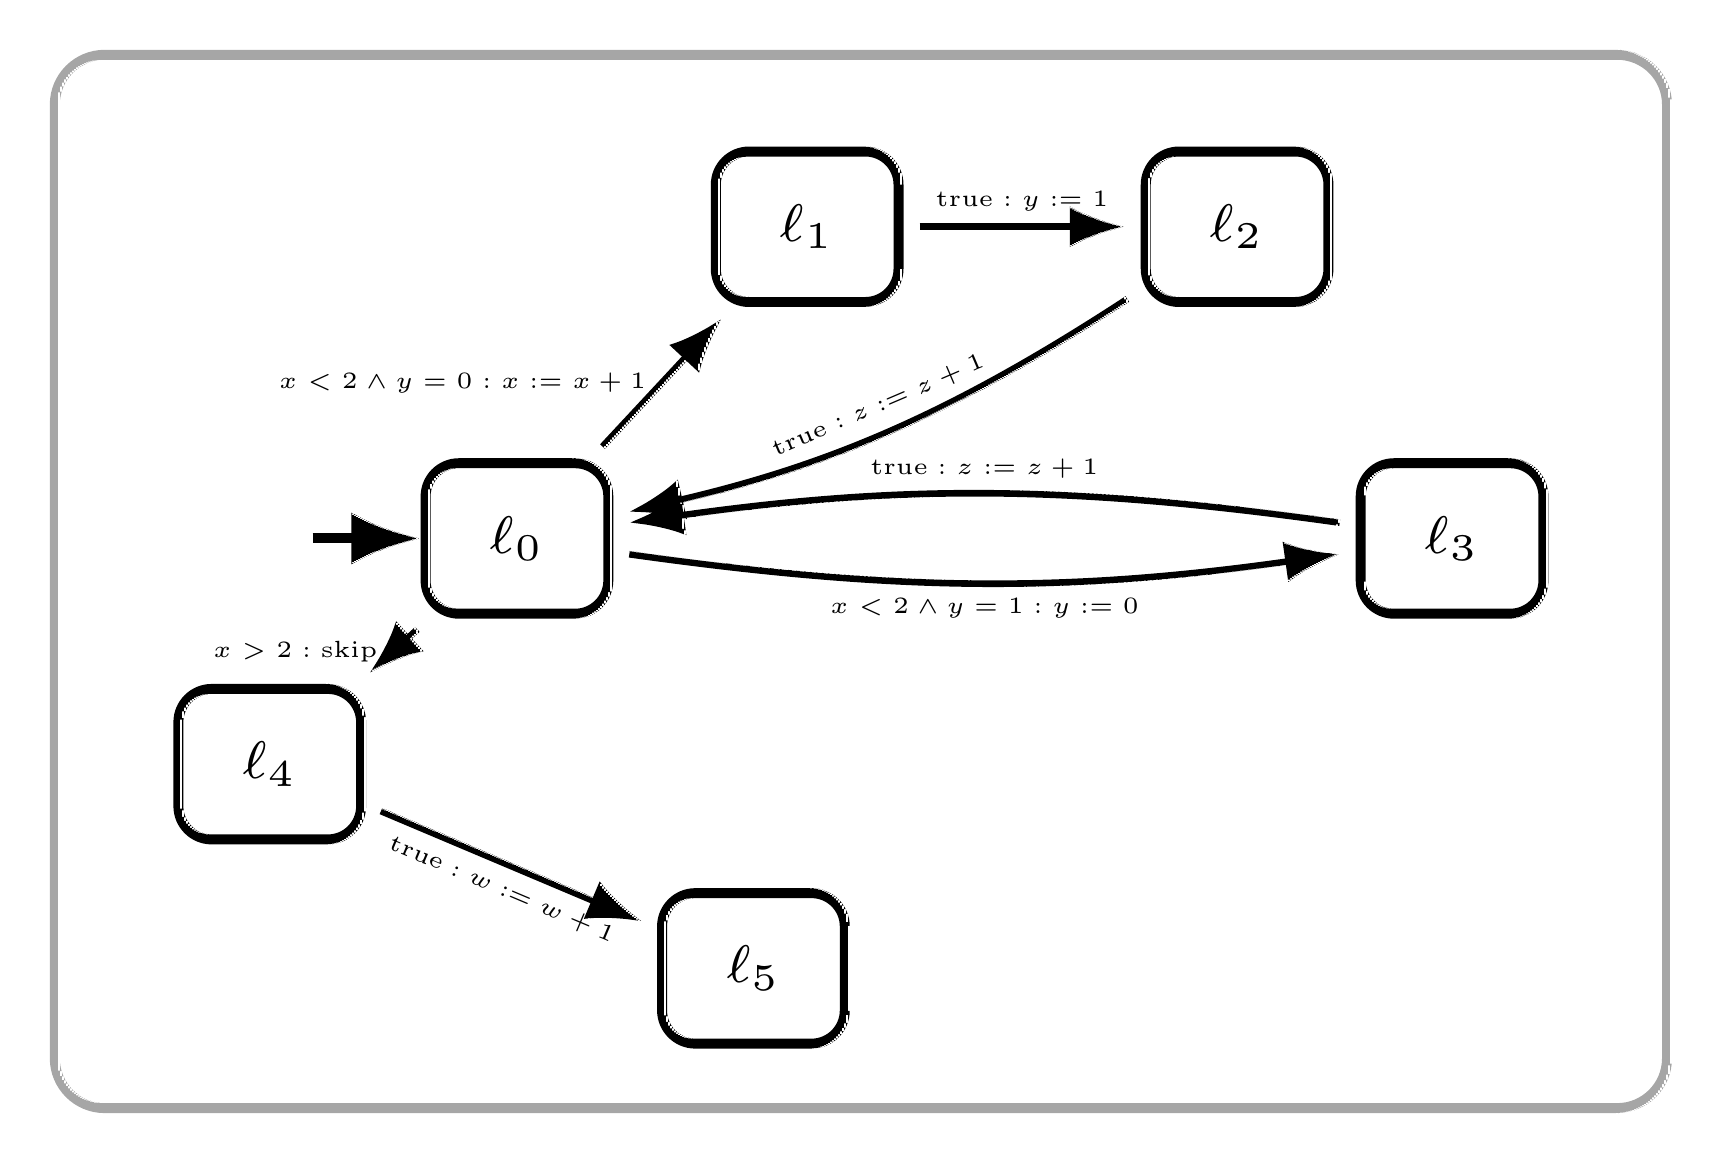 ℓ₁
true : y := 1
ℓ₂
x < 2 ∧ y = 0 : x := x + 1
true : z := z + 1
true : z := z + 1
ℓ₀
ℓ₃
x < 2 ∧ y = 1 : y := 0
x > 2 : skip
ℓ₄
true : w := w + 1
ℓ₅